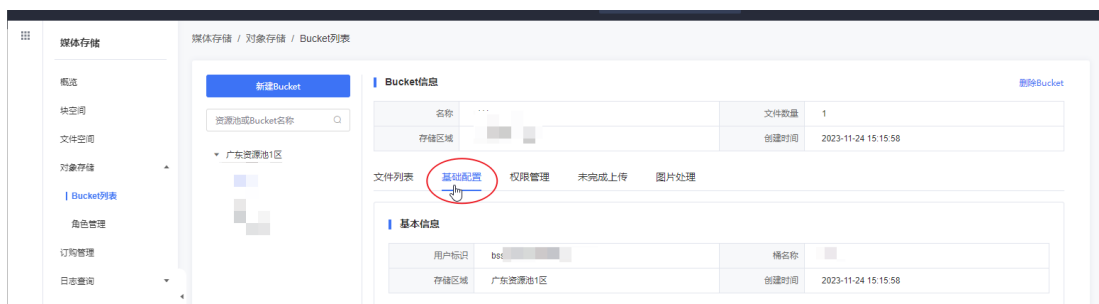 媒体存储
媒体存储 / 对象存储 / Bucket列表
概览
块空间
文件空间
对象存储
Bucket列表
角色管理
订购管理
日志查询
新建Bucket
资源池或Bucket名称
广东资源池1区
Bucket信息
删除Bucket
名称 文件数量 1
存储区域 创建时间 2023-11-24 15:15:58
文件列表 基础配置 权限管理 未完成上传 图片处理
基本信息
用户标识 bss 桶名称
存储区域 广东资源池1区 创建时间 2023-11-24 15:15:58